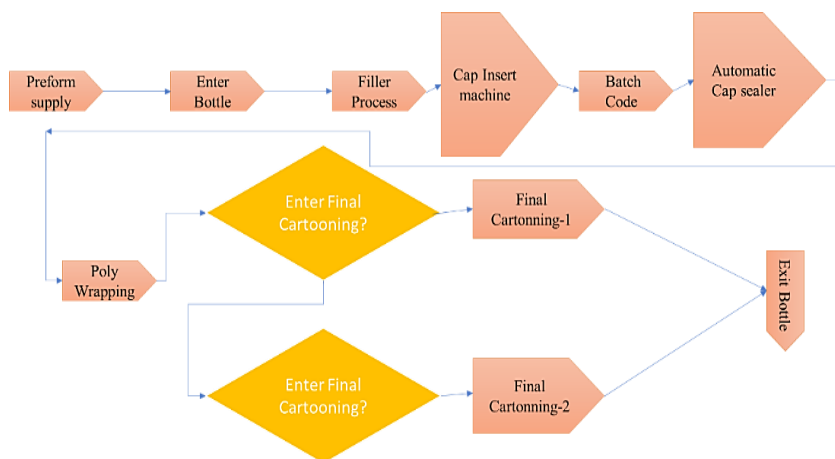 Preform
supply
Enter
Bottle
Filler
Process
Cap Insert
machine
Batch
Code
Automatic
Cap sealer
Enter Final
Cartooning?
Final
Cartonning-1
Poly
Wrapping
Exit Bottle
Enter Final
Cartooning?
Final
Cartonning-2